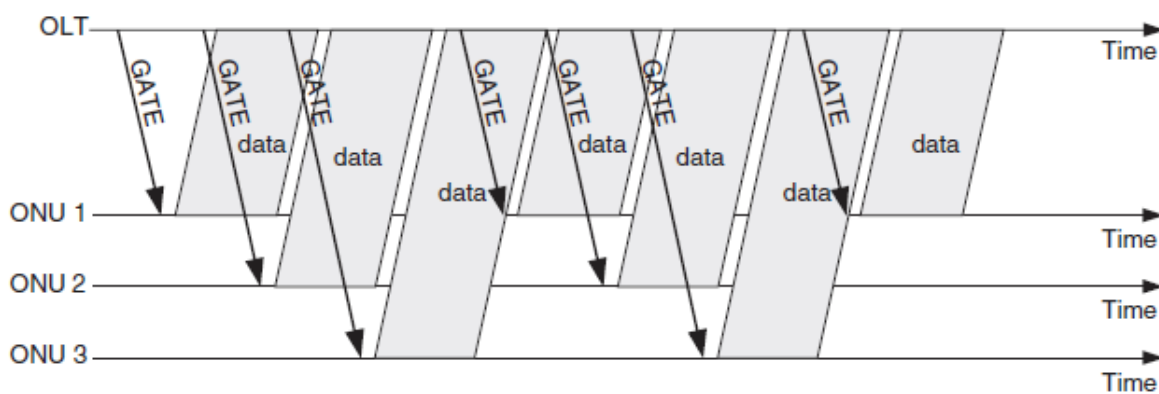 OLT
Time
GATE
GATE
GATE
GATE
GATE
GATE
GATE
data
data
data
data
data
data
data
ONU 1
Time
ONU 2
Time
ONU 3
Time